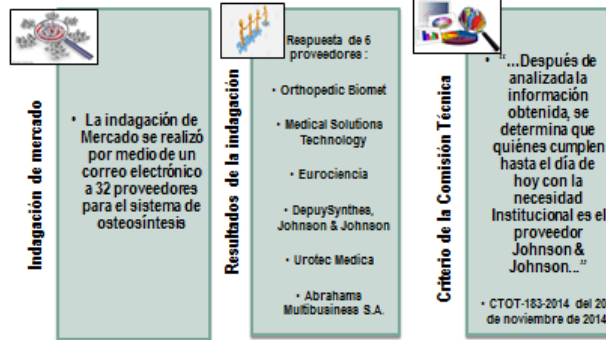 Indagación de mercado
• La indagación de
Mercado se realizó
por medio de un
correo electrónico
a 32 proveedores
para el sistema de
osteosíntesis
Resultados de la indagación
Respuesta de 6
proveedores :
• Orthopedic Biomet
• Medical Solutions
Technology
• Eurociencia
• DepuySynthes,
Johnson & Johnson
• Urotec Medica
• Abrahams
Multibusiness S.A.
Criterio de la Comisión Técnica
• “...Después de
analizada la
información
obtenida, se
determina que
quiénes cumplen
hasta el día de
hoy con la
necesidad
Institucional es el
proveedor
Johnson &
Johnson...”
• CTOT-183-2014 del 20
de noviembre de 2014